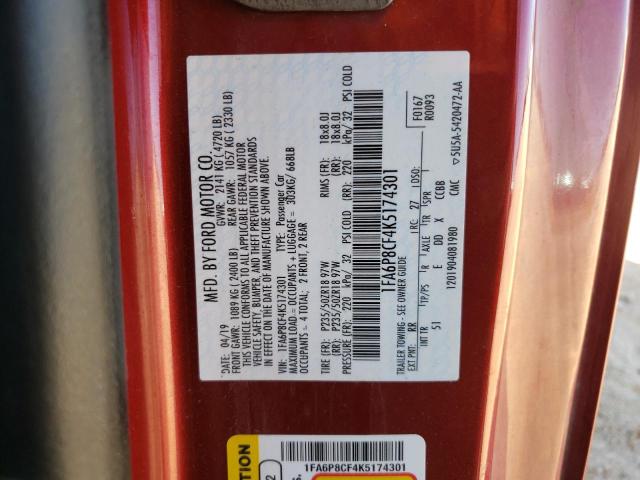 MFD. BY FORD MOTOR CO.
DATE: 04/19 GVWR: 2141 KG ( 4720 LB)
FRONT GAWR: 1089 KG ( 2400 LB) REAR GAWR: 1057 KG ( 2330 LB)
THIS VEHICLE CONFORMS TO ALL APPLICABLE FEDERAL MOTOR
VEHICLE SAFETY, BUMPER, AND THEFT PREVENTION STANDARDS
IN EFFECT ON THE DATE OF MANUFACTURE SHOWN ABOVE.
VIN: 1FA6P8CF4K5174301 TYPE: Passenger Car
MAXIMUM LOAD = OCCUPANTS + LUGGAGE = 303KG/ 668LB
OCCUPANTS = 4 TOTAL: 2 FRONT, 2 REAR
TIRE (FR): P235/50ZR18 97W RIMS (FR): 18x8.0J
(RR): P235/50ZR18 97W (RR): 18x8.0J
PRESSURE (FR): 220 kPa/ 32 PSI COLD (RR): 220 kPa/ 32 PSI COLD
1FA6P8CF4K5174301
TRAILER TOWING - SEE OWNER GUIDE
F0167
R0093
EXT PNT: RR RC: 27 DSO:
WB INT TR TP/PS R AXLE TR SPR
51 E DD X CCBB
1201904081980 CMC ▽5U5A-5420472-AA
1FA6P8CF4K5174301